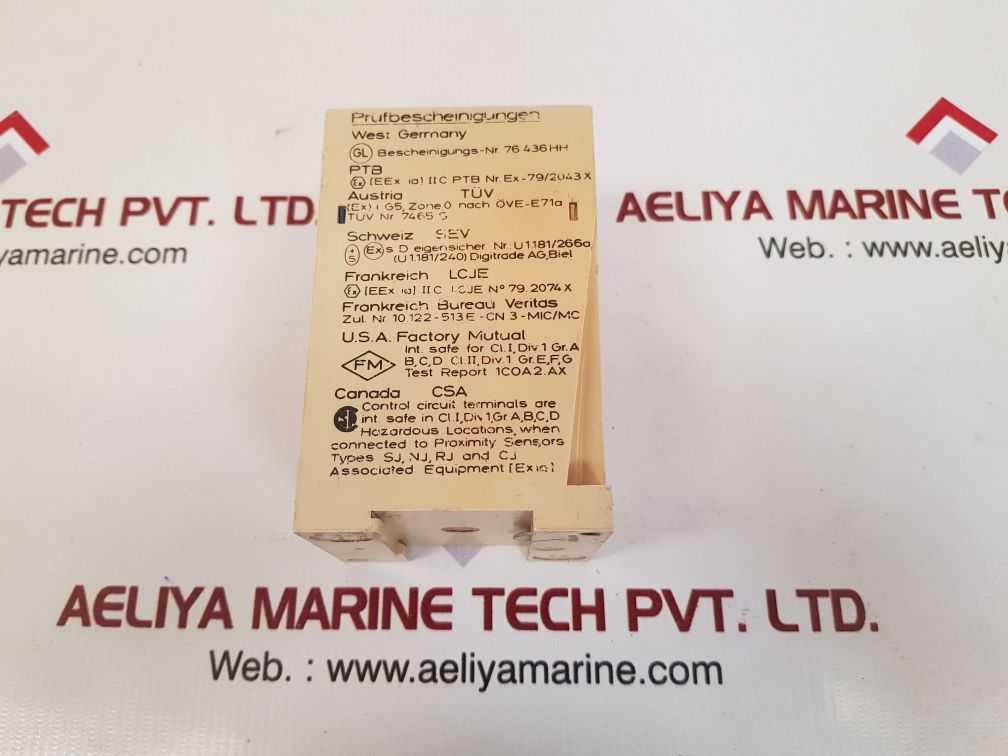 TECH PVT. LTD.
yamarine.com
AELIYA MARINE
Web. : www.aeliy
Prüfbescheinigungen
West Germany
GL Bescheinigungs-Nr. 76 436 HH
PTB
Ex [EEx ia] IIC PTB Nr. Ex-79/2043 X
Austria TÜV
(Ex) i G5, Zone 0 nach ÖVE-E71a
TÜV Nr. 7465 S
Schweiz SEV
+ S Ex s D eigensicher Nr.: U 1.181/266a,
(U 1.181/240) Digitrade AG, Biel
Frankreich LCJE
Ex [EEx ia] IIC LCJE N° 79.2074 X
Frankreich Bureau Veritas
Zul. Nr. 10.122-513 E-CN.3-MIC/MC
U.S.A. Factory Mutual
FM Int. safe for Cl.I, Div.1 Gr. A
B,C,D Cl.II, Div.1 Gr. E,F,G
Test Report 1C0A2.AX
Canada CSA
Control circuit terminals are
int. safe in Cl.I, Div.1, Gr A,B,C,D
Hazardous Locations, when
connected to Proximity Sensors
Types SJ, NJ, RJ and CJ
Associated Equipment [Exia]
AELIYA MARINE TECH PVT. LTD.
Web. : www.aeliyamarine.com